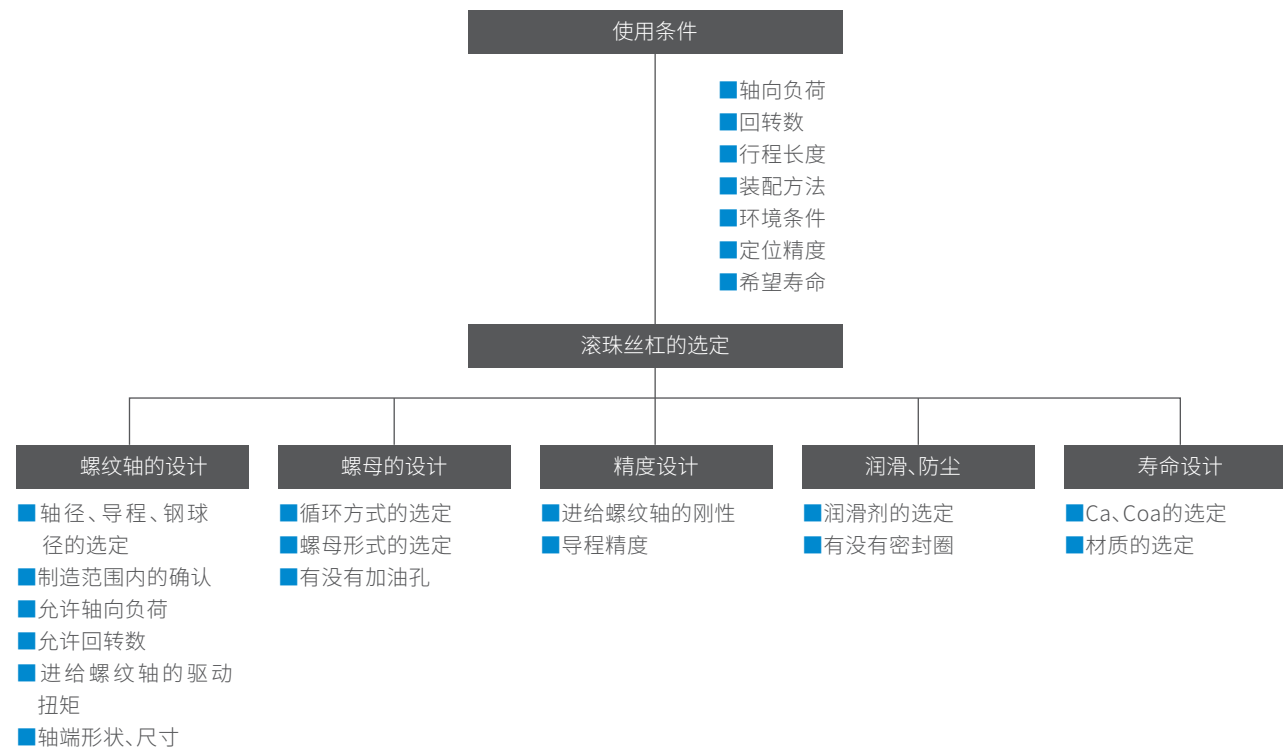 使用条件
■轴向负荷
■回转数
■行程长度
■装配方法
■环境条件
■定位精度
■希望寿命
滚珠丝杠的选定
螺纹轴的设计
■轴径、导程、钢球
径的选定
■制造范围内的确认
■允许轴向负荷
■允许回转数
■进给螺纹轴的驱动
扭矩
■轴端形状、尺寸
螺母的设计
■循环方式的选定
■螺母形式的选定
■有没有加油孔
精度设计
■进给螺纹轴的刚性
■导程精度
润滑、防尘
■润滑剂的选定
■有没有密封圈
寿命设计
■Ca、Coa的选定
■材质的选定